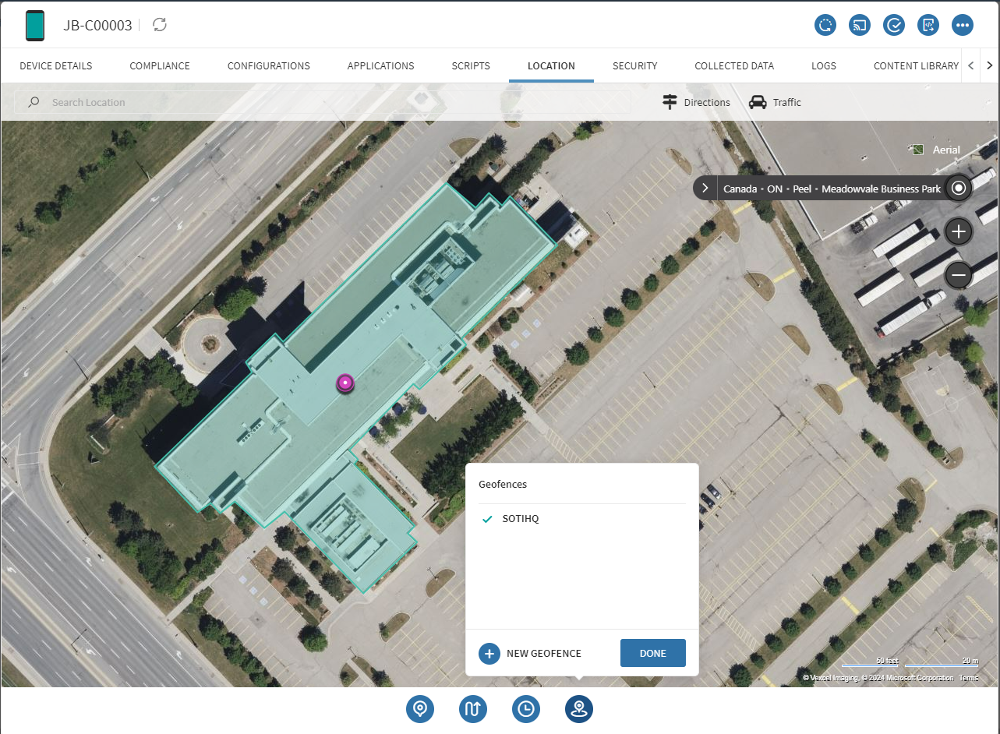 JB-C00003
DEVICE DETAILS COMPLIANCE CONFIGURATIONS APPLICATIONS SCRIPTS LOCATION SECURITY COLLECTED DATA LOGS CONTENT LIBRARY
Search Location Directions Traffic
Aerial
Canada • ON • Peel • Meadowvale Business Park
Geofences
SOTIHQ
NEW GEOFENCE DONE
50 feet 20 m
© Vexcel Imaging, © 2024 Microsoft Corporation Terms